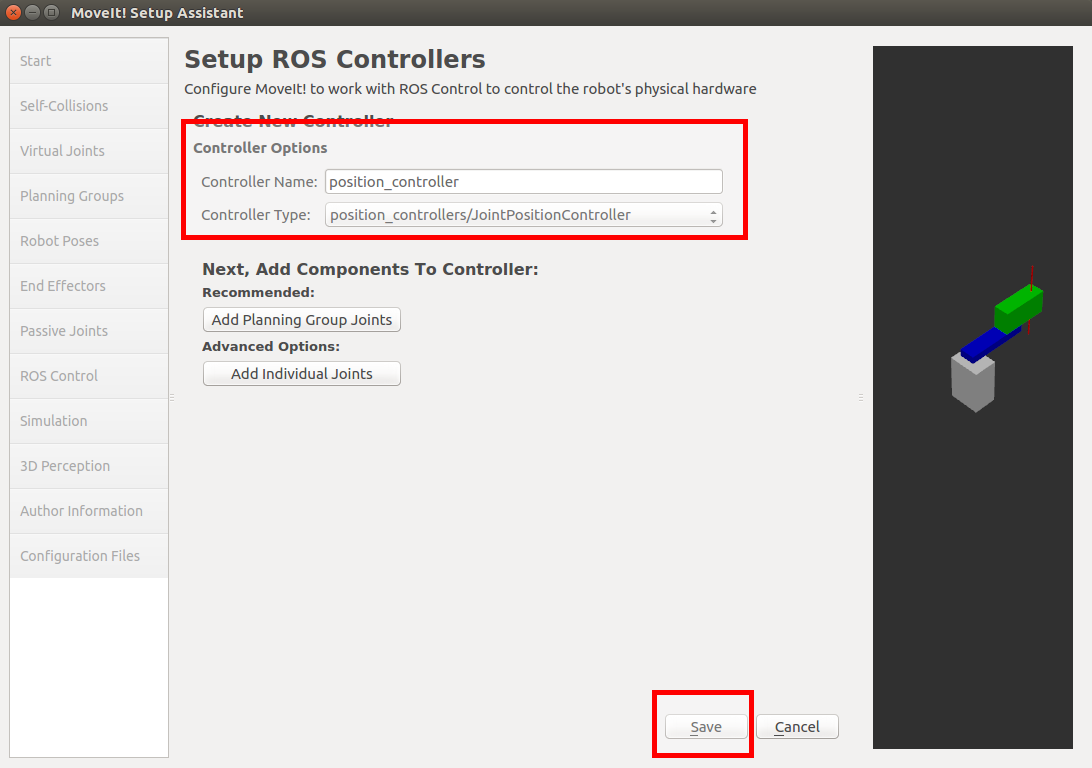 MoveIt! Setup Assistant
Start
Self-Collisions
Virtual Joints
Planning Groups
Robot Poses
End Effectors
Passive Joints
ROS Control
Simulation
3D Perception
Author Information
Configuration Files
Setup ROS Controllers
Configure MoveIt! to work with ROS Control to control the robot's physical hardware
Create New Controller
Controller Options
Controller Name: position_controller
Controller Type: position_controllers/JointPositionController
Next, Add Components To Controller:
Recommended:
Add Planning Group Joints
Advanced Options:
Add Individual Joints
Save Cancel